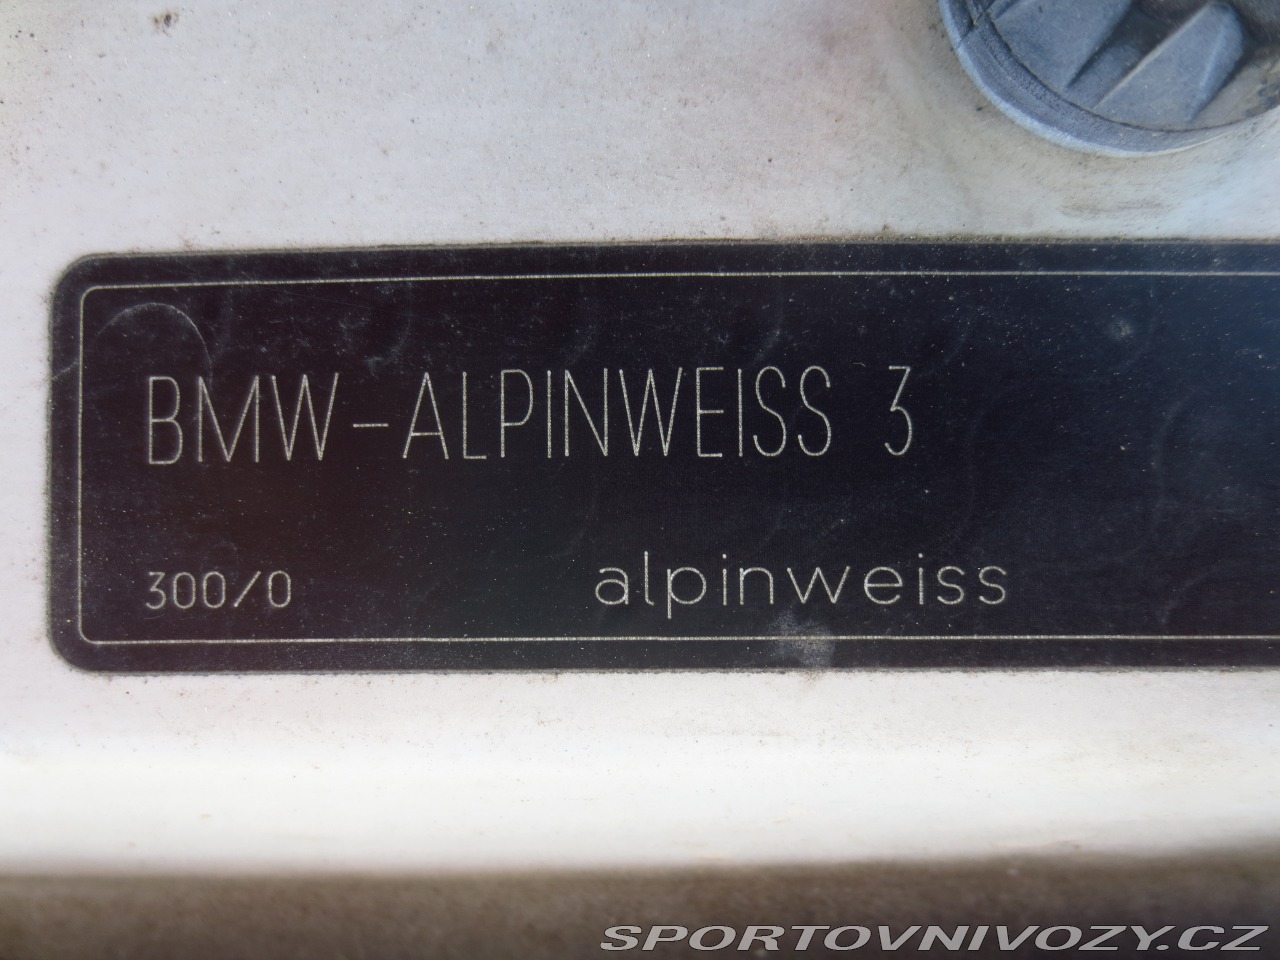 BMW-ALPINWEISS 3
300/0 alpinweiss
SPORTOVNIVOZY.CZ